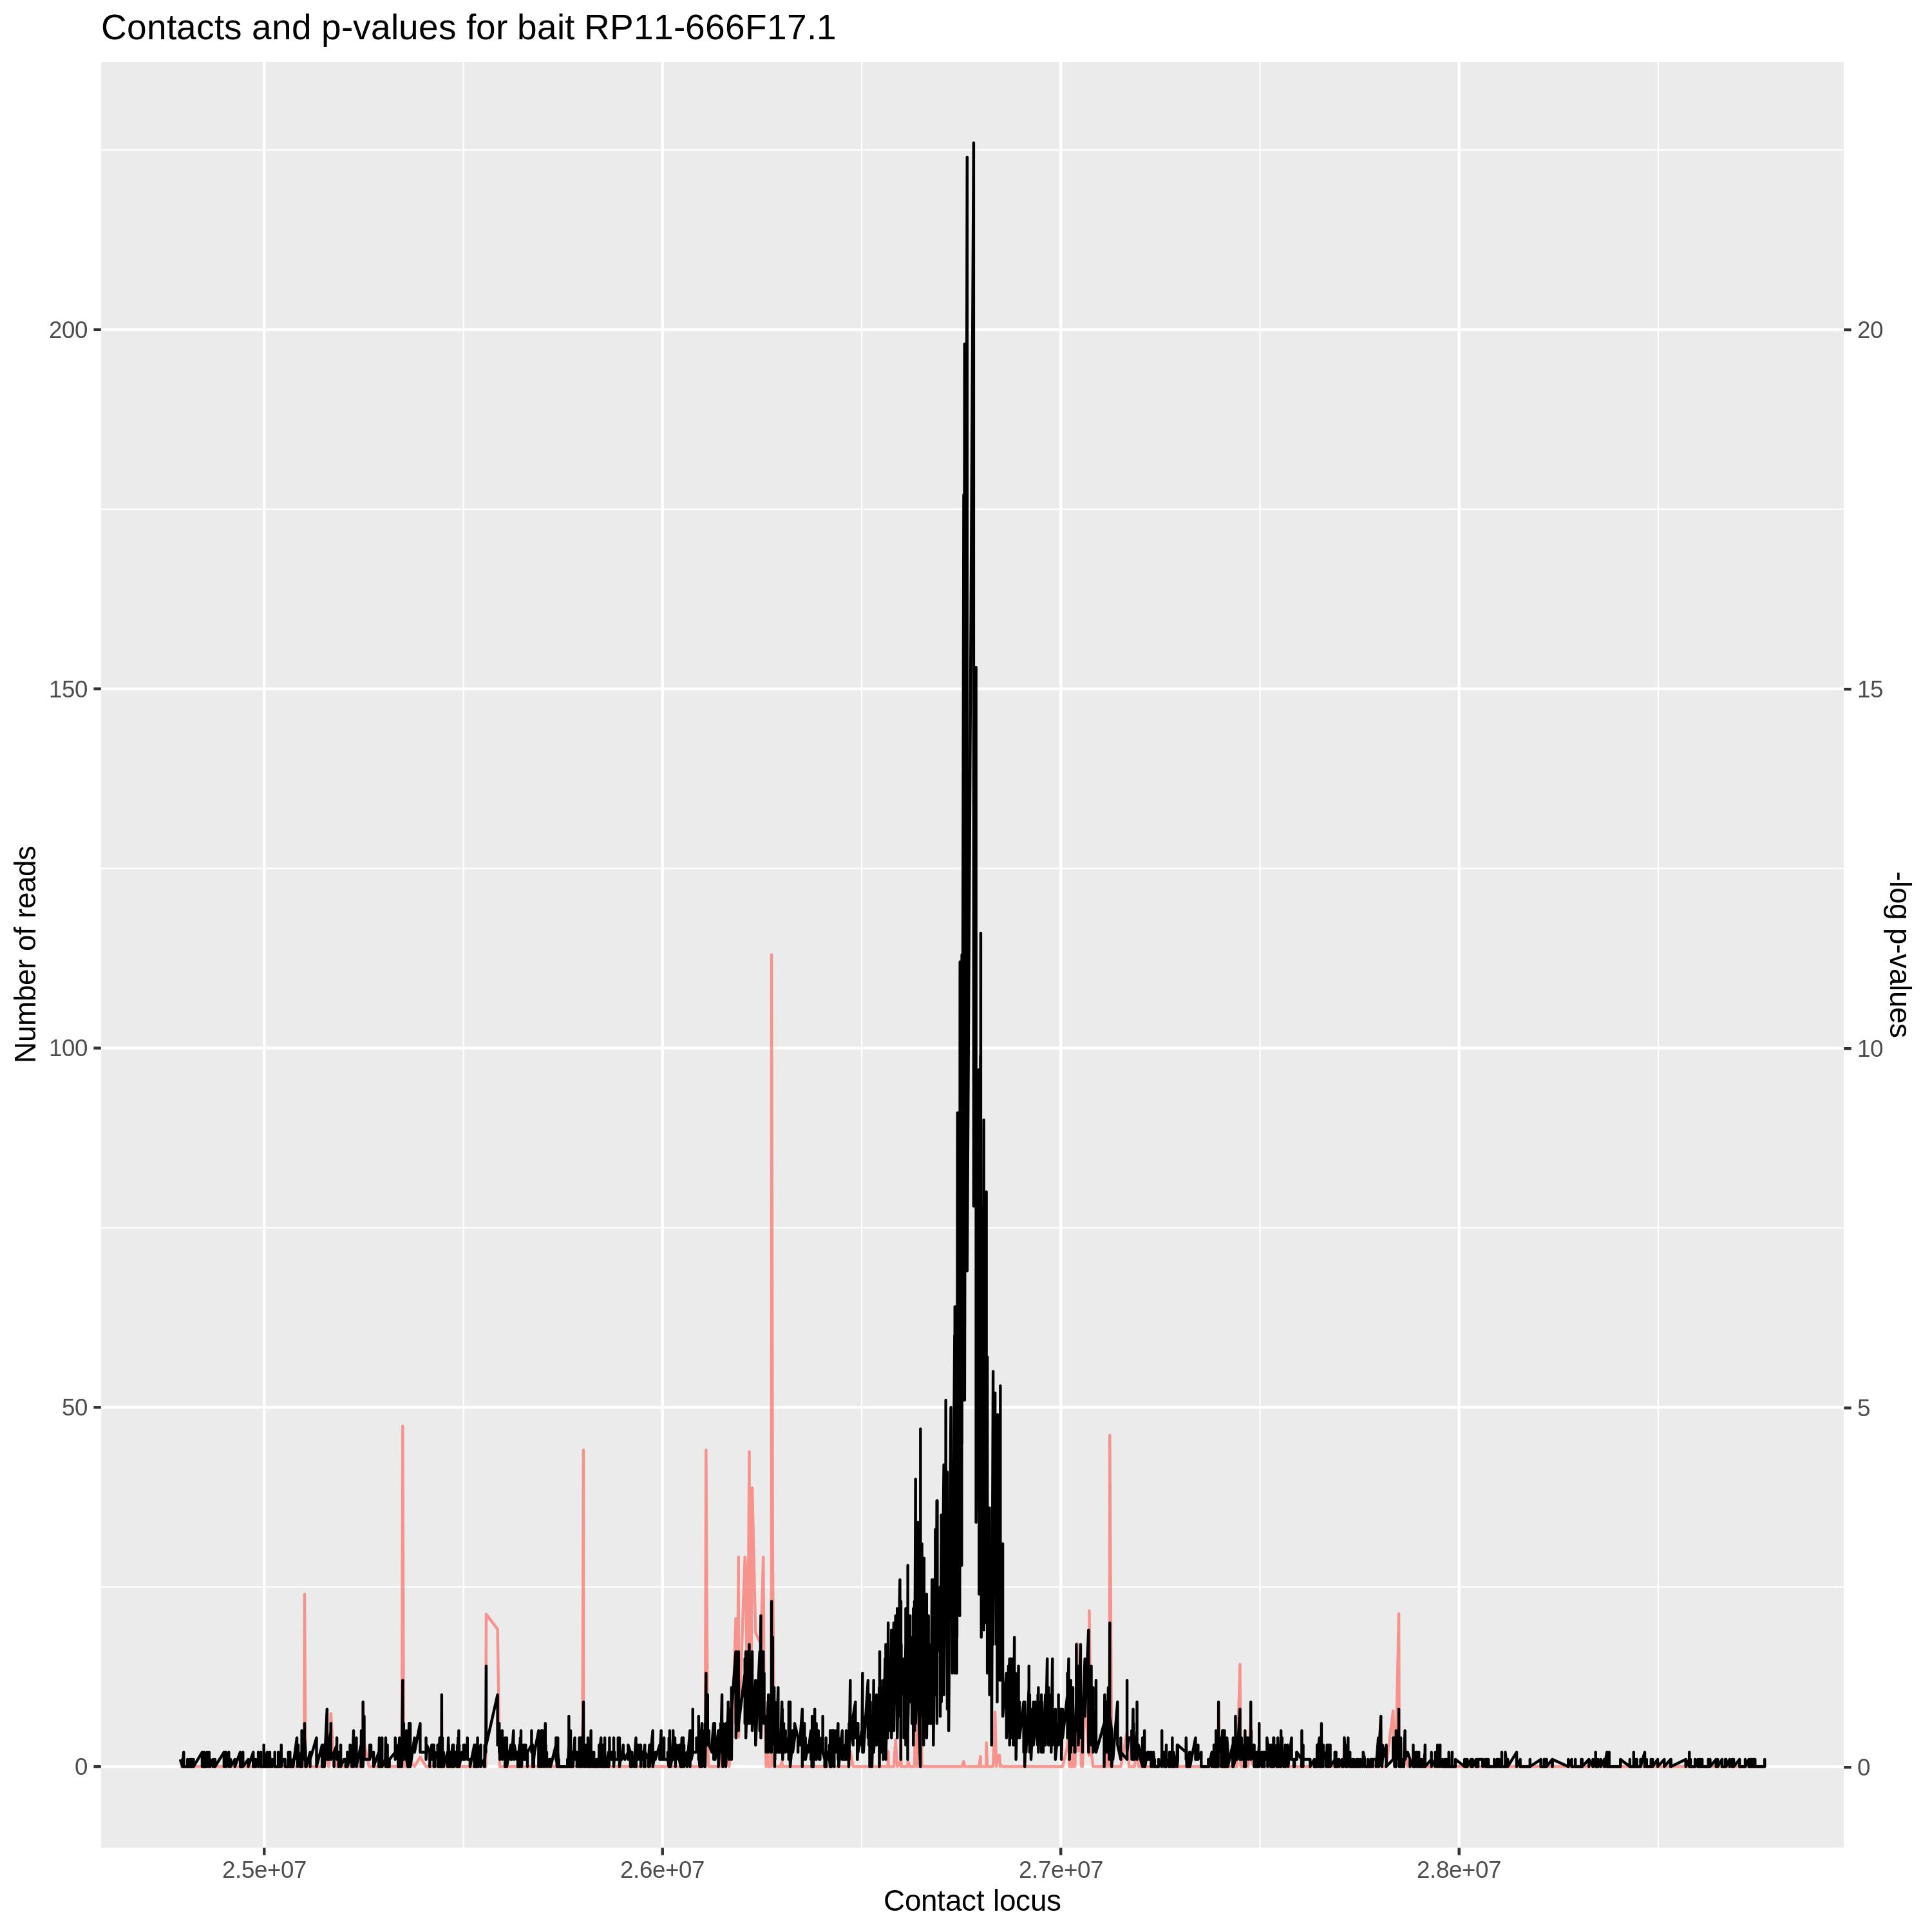 Contacts and p-values for bait RP11-666F17.1
Number of reads
200
150
100
50
0
20
15
10
5
0
-log p-values
2.5e+07 2.6e+07 2.7e+07 2.8e+07
Contact locus